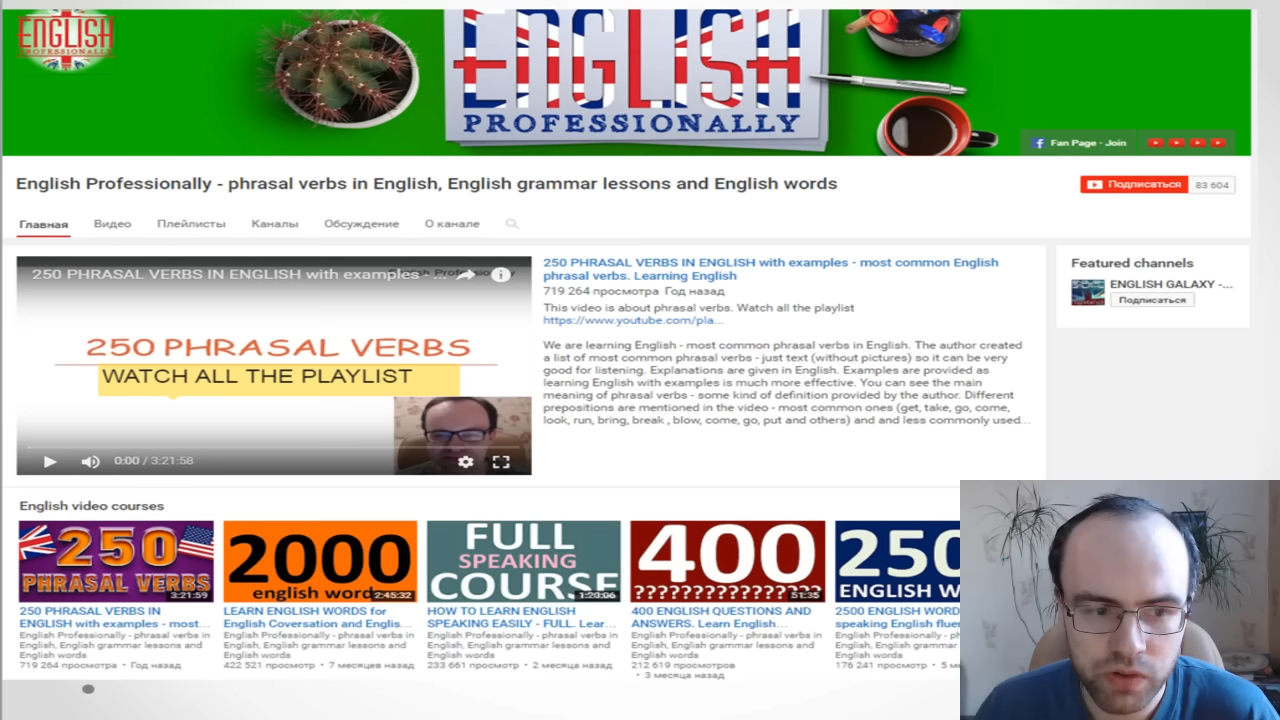 ENGLISH
PROFESSIONALLY
ENGLISH
PROFESSIONALLY
Fan Page - Join
English Professionally - phrasal verbs in English, English grammar lessons and English words
Подписаться 83 604
Главная Видео Плейлисты Каналы Обсуждение О канале
250 PHRASAL VERBS IN ENGLISH with examples - ...
250 PHRASAL VERBS
WATCH ALL THE PLAYLIST
0:00 / 3:21:58
250 PHRASAL VERBS IN ENGLISH with examples - most common English
phrasal verbs. Learning English
719 264 просмотра Год назад
This video is about phrasal verbs. Watch all the playlist
https://www.youtube.com/pla...
We are learning English - most common phrasal verbs in English. The author created
a list of most common phrasal verbs - just text (without pictures) so it can be very
good for listening. Explanations are given in English. Examples are provided as
learning English with examples is much more effective. You can see the main
meaning of phrasal verbs - some kind of definition provided by the author. Different
prepositions are mentioned in the video - most common ones (get, take, go, come,
look, run, bring, break , blow, come, go, put and others) and and less commonly used...
Featured channels
ENGLISH GALAXY -...
Подписаться
English video courses
250
PHRASAL VERBS
3:21:59
250 PHRASAL VERBS IN
ENGLISH with examples - most...
English Professionally - phrasal verbs in
English, English grammar lessons and
English words
719 264 просмотра • Год назад
2000
english word
2:45:32
LEARN ENGLISH WORDS for
English Coversation and Englis...
English Professionally - phrasal verbs in
English, English grammar lessons and
English words
422 521 просмотр • 7 месяцев назад
FULL
SPEAKING
COURSE
1:20:06
HOW TO LEARN ENGLISH
SPEAKING EASILY - FULL. Lear...
English Professionally - phrasal verbs in
English, English grammar lessons and
English words
233 661 просмотр • 2 месяца назад
400
?????????????
51:35
400 ENGLISH QUESTIONS AND
ANSWERS. Learn English...
English Professionally - phrasal verbs in
English, English grammar lessons and
English words
212 619 просмотров
• 3 месяца назад
250
ENGLISH W
2500 ENGLISH WORD
speaking English fluer
English Professionally - phr
English, English grammar le
English words
176 241 просмотр • 5 м